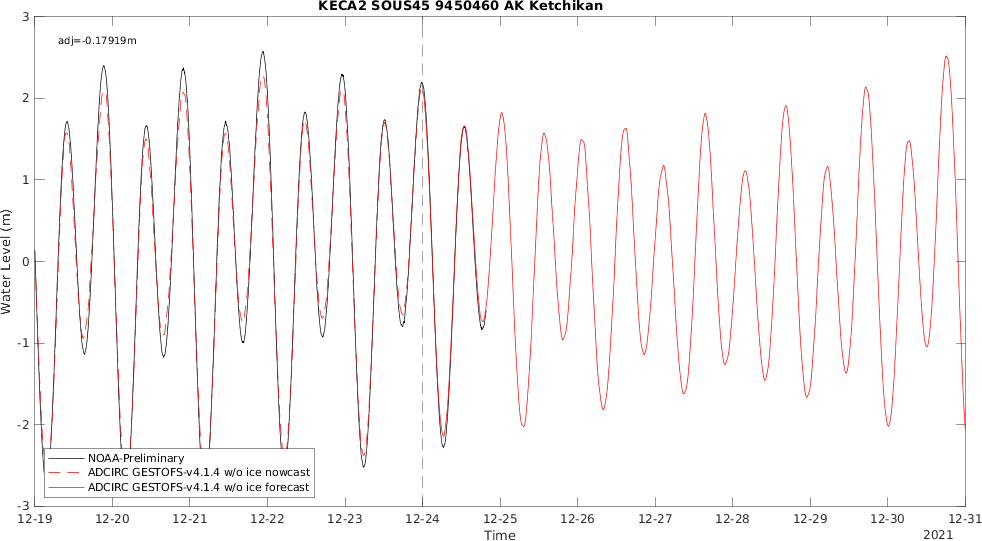 KECA2 SOUS45 9450460 AK Ketchikan
adj=-0.17919m
3
2
1
0
-1
-2
-3
Water Level (m)
NOAA-Preliminary
ADCIRC GESTOFS-v4.1.4 w/o ice nowcast
ADCIRC GESTOFS-v4.1.4 w/o ice forecast
12-19 12-20 12-21 12-22 12-23 12-24 12-25 12-26 12-27 12-28 12-29 12-30 12-31
Time
2021